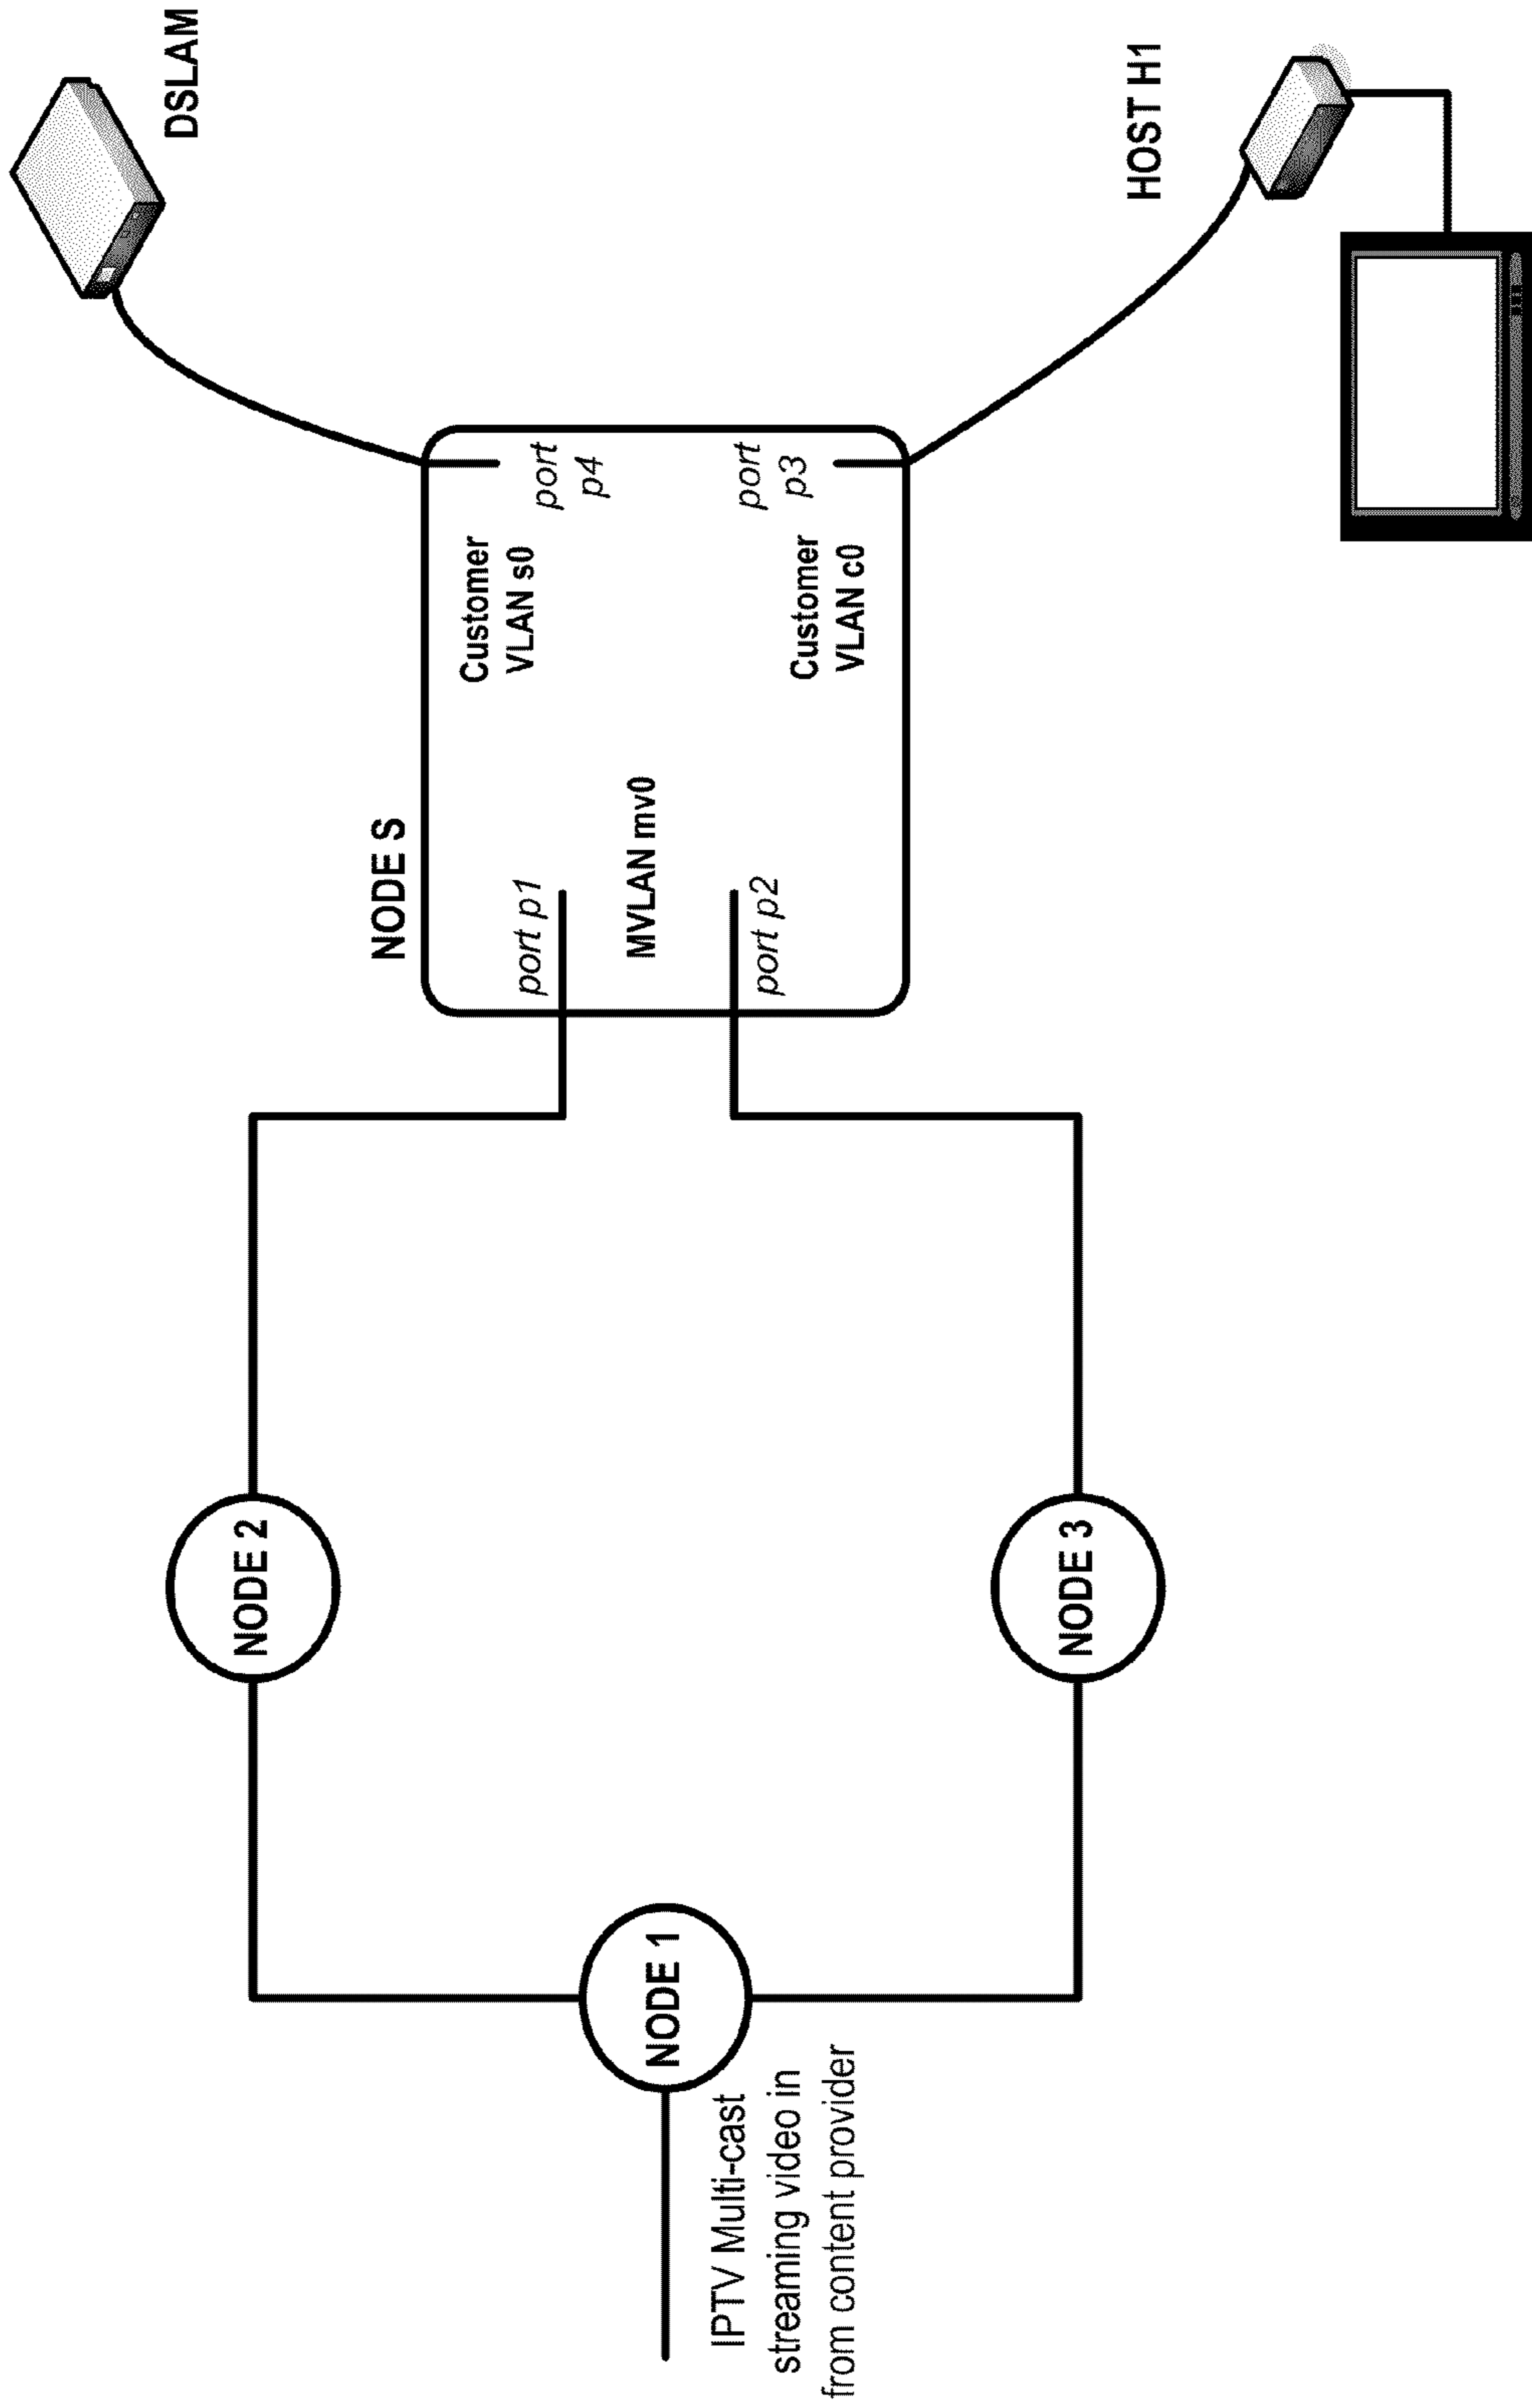 IPTV Multi-cast
streaming video in
from content provider
NODE 1
NODE 2
NODE 3
NODE S
port p1
MVLAN mv0
port p2
Customer
VLAN s0
port
p4
Customer
VLAN c0
port
p3
DSLAM
HOST H1